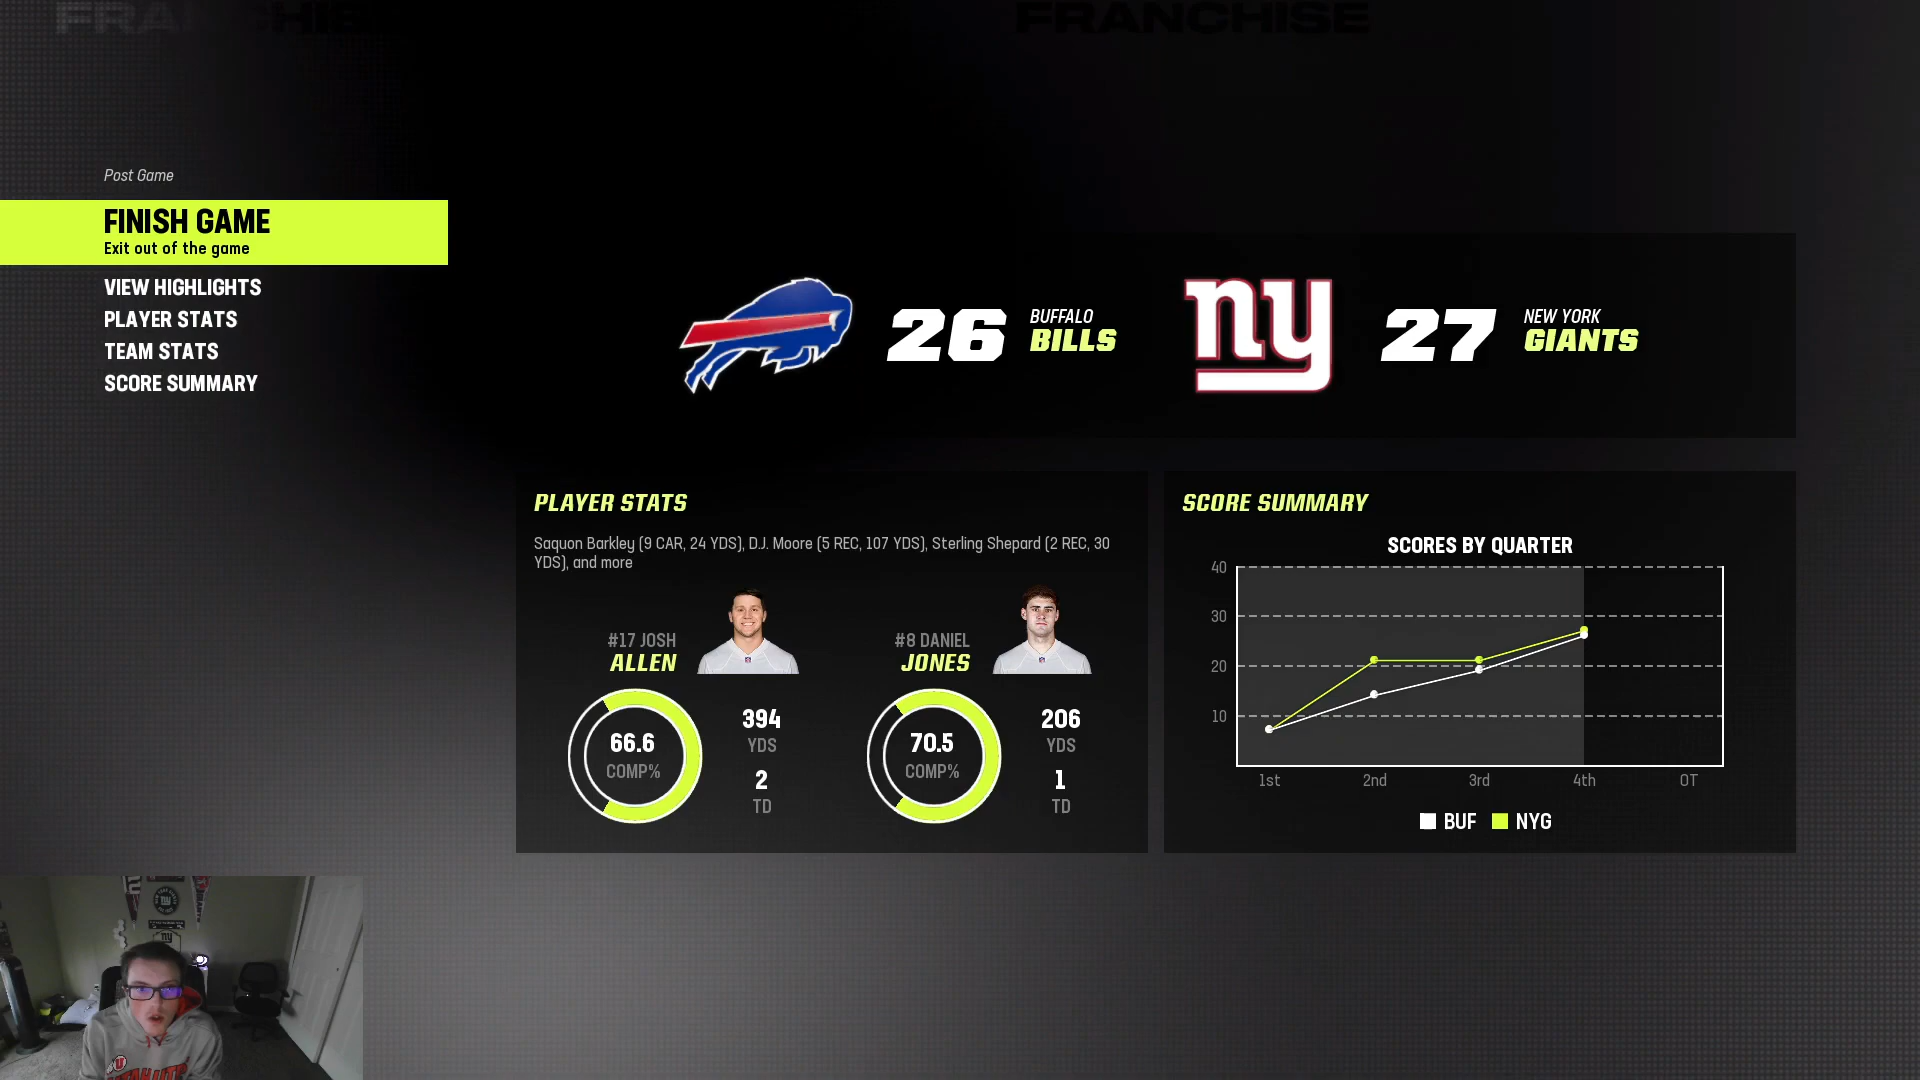 FRANCHISE
FRANCHISE
Post Game
FINISH GAME
Exit out of the game
VIEW HIGHLIGHTS
PLAYER STATS
TEAM STATS
SCORE SUMMARY
26
BUFFALO
BILLS
ny
27
NEW YORK
GIANTS
PLAYER STATS
Saquon Barkley (9 CAR, 24 YDS), D.J. Moore (5 REC, 107 YDS), Sterling Shepard (2 REC, 30
YDS), and more
#17 JOSH
ALLEN
66.6
COMP%
394
YDS
2
TD
#8 DANIEL
JONES
70.5
COMP%
206
YDS
1
TD
SCORE SUMMARY
SCORES BY QUARTER
40
30
20
10
1st 2nd 3rd 4th OT
BUF NYG
ny
U